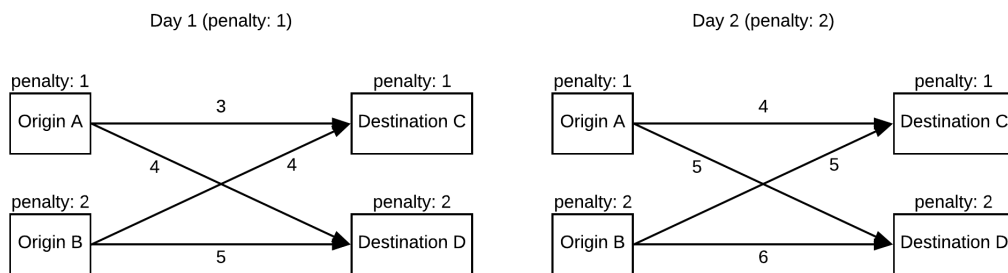 Day 1 (penalty: 1)
penalty: 1
Origin A
3
penalty: 1
Destination C
4
4
penalty: 2
Origin B
5
penalty: 2
Destination D
Day 2 (penalty: 2)
penalty: 1
Origin A
4
penalty: 1
Destination C
5
5
penalty: 2
Origin B
6
penalty: 2
Destination D